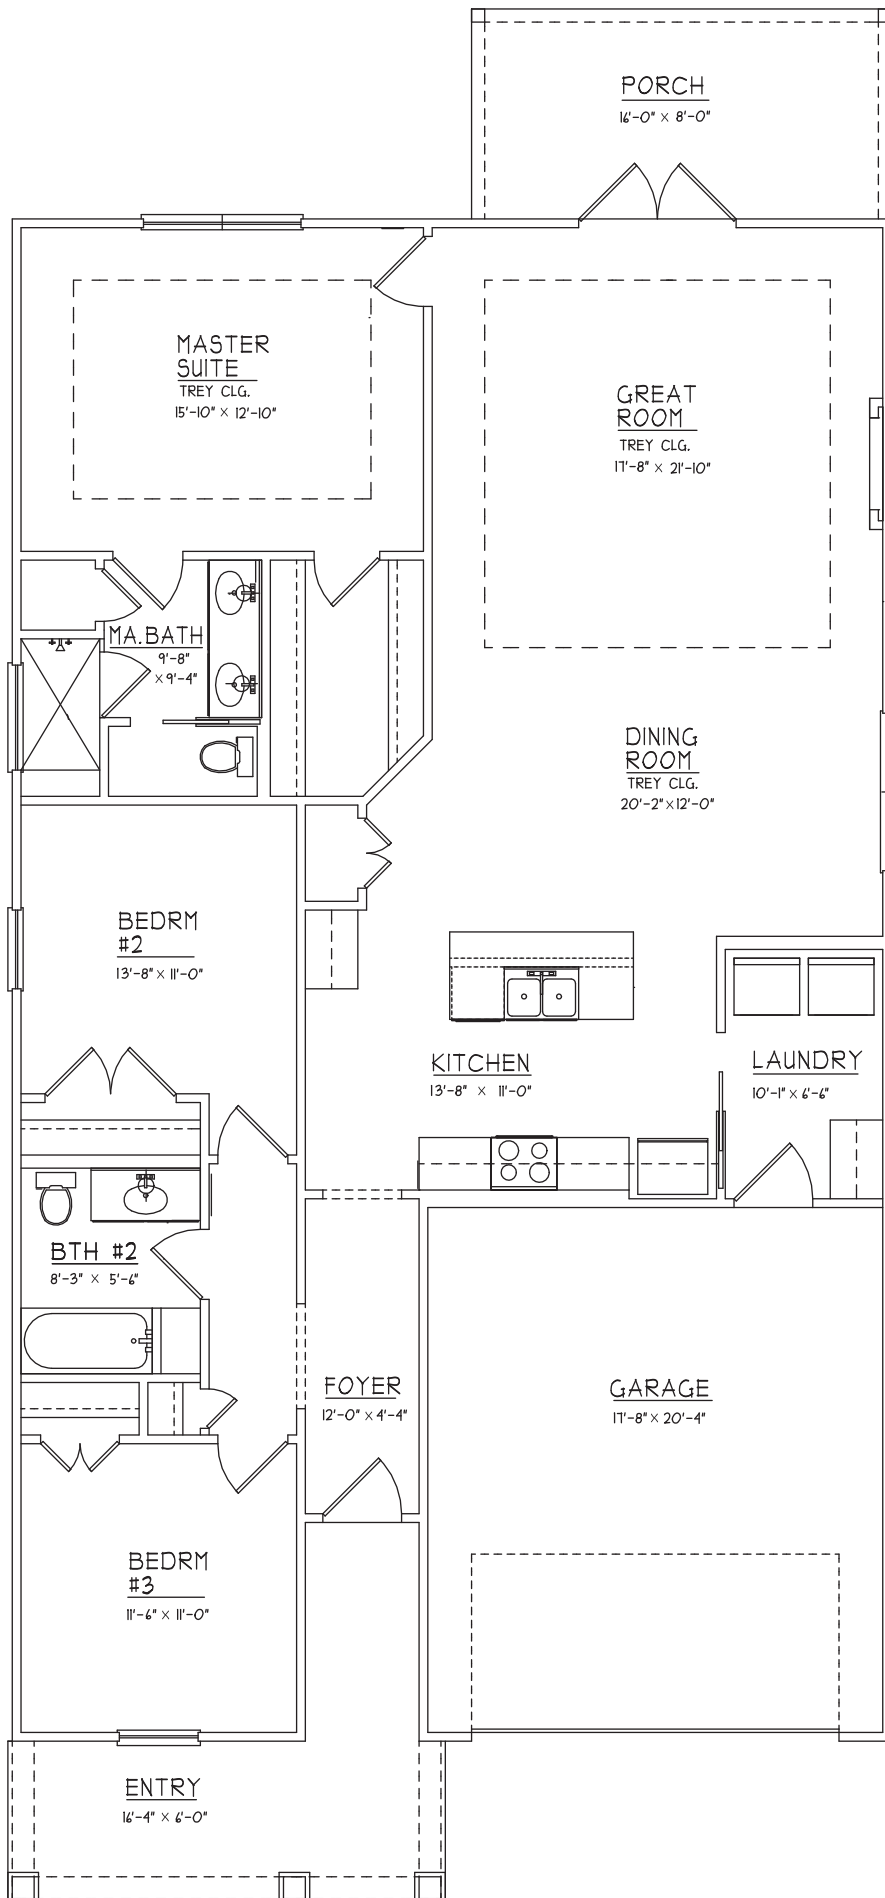 PORCH
16'-0" × 8'-0"
MASTER
SUITE
TREY CLG.
15'-10" × 12'-10"
GREAT
ROOM
TREY CLG.
17'-8" × 21'-10"
MA.BATH
9'-8"
× 9'-4"
DINING
ROOM
TREY CLG.
20'-2" × 12'-0"
BEDRM
#2
13'-8" × 11'-0"
KITCHEN
13'-8" × 11'-0"
LAUNDRY
10'-1" × 6'-6"
BTH #2
8'-3" × 5'-6"
FOYER
12'-0" × 4'-4"
GARAGE
17'-8" × 20'-4"
BEDRM
#3
11'-6" × 11'-0"
ENTRY
16'-4" × 6'-0"